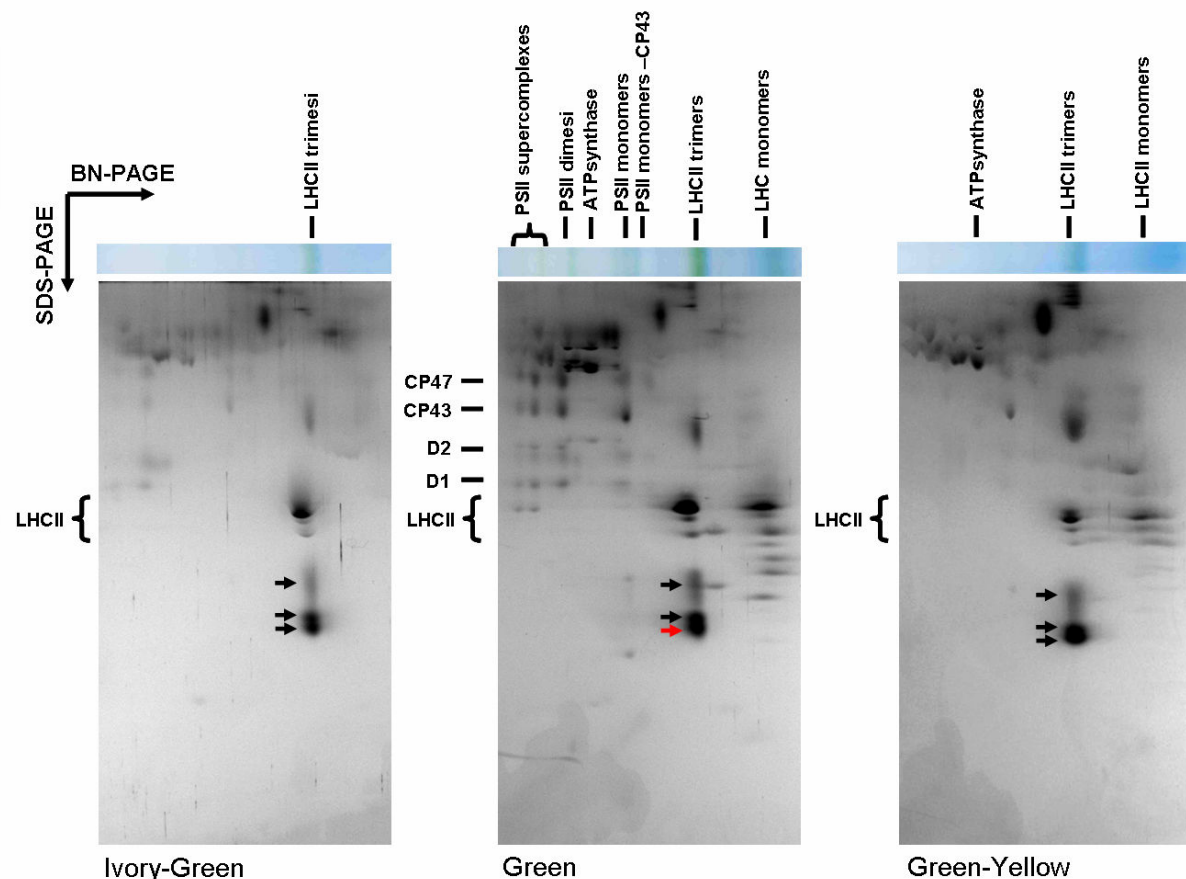 BN-PAGE
SDS-PAGE
LHCII trimesi
PSII supercomplexes
PSII dimesi
ATPsynthase
PSII monomers
PSII monomers –CP43
LHCII trimers
LHC monomers
ATPsynthase
LHCII trimers
LHCII monomers
CP47
CP43
D2
D1
LHCII
LHCII
LHCII
Ivory-Green
Green
Green-Yellow